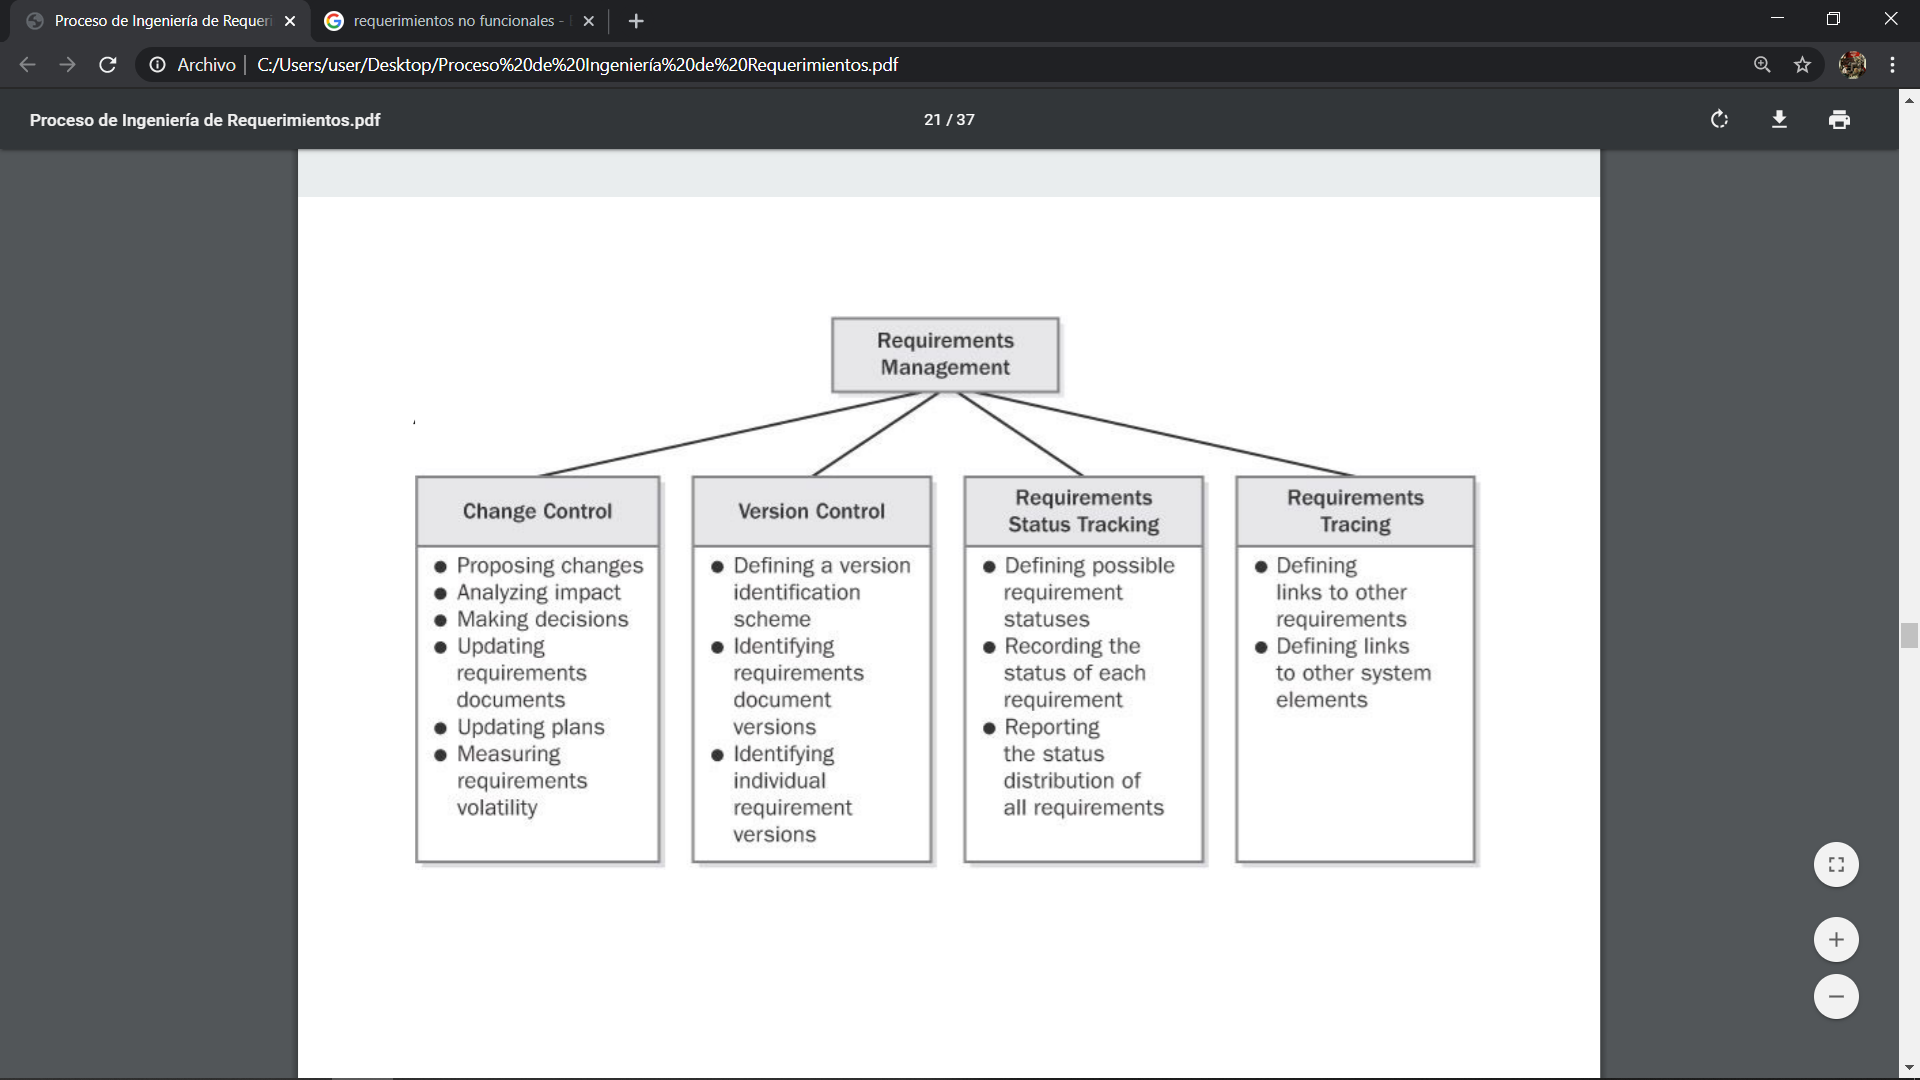 Proceso de Ingeniería de Requeri
requerimientos no funcionales -
Archivo
C:/Users/user/Desktop/Proceso%20de%20Ingeniería%20de%20Requerimientos.pdf
Proceso de Ingeniería de Requerimientos.pdf
21 / 37
Requirements
Management
Change Control
● Proposing changes
● Analyzing impact
● Making decisions
● Updating
requirements
documents
● Updating plans
● Measuring
requirements
volatility
Version Control
● Defining a version
identification
scheme
● Identifying
requirements
document
versions
● Identifying
individual
requirement
versions
Requirements
Status Tracking
● Defining possible
requirement
statuses
● Recording the
status of each
requirement
● Reporting
the status
distribution of
all requirements
Requirements
Tracing
● Defining
links to other
requirements
● Defining links
to other system
elements